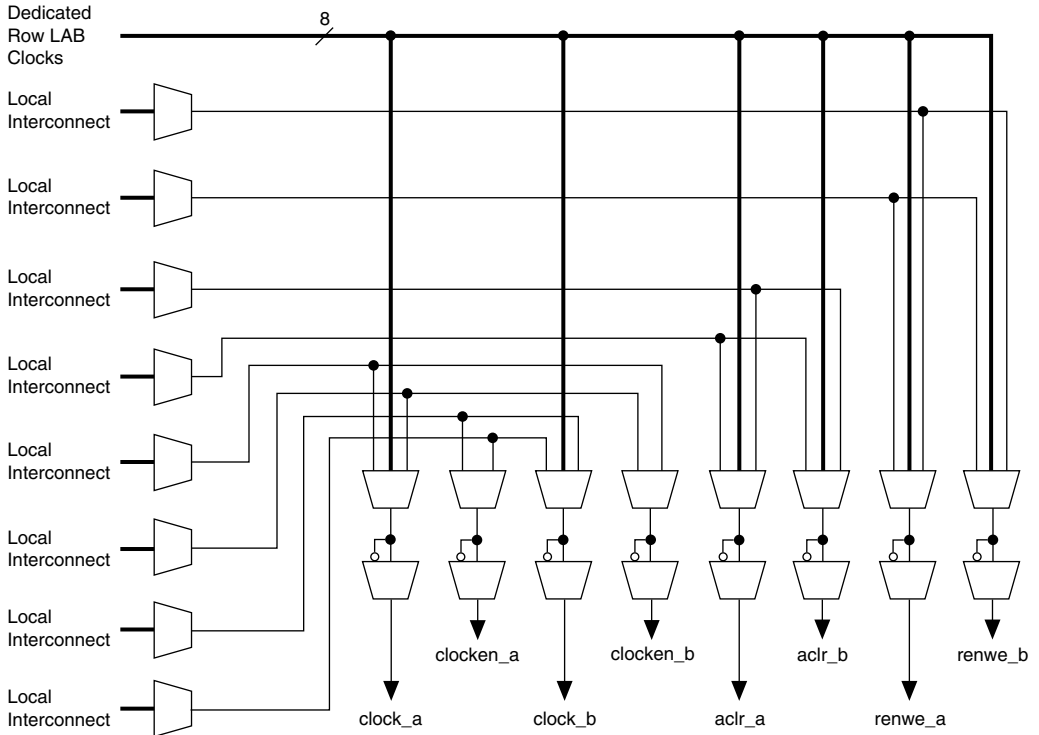 Dedicated
Row LAB
Clocks
8
Local
Interconnect
Local
Interconnect
Local
Interconnect
Local
Interconnect
Local
Interconnect
Local
Interconnect
Local
Interconnect
Local
Interconnect
clocken_a
clocken_b
aclr_b
renwe_b
clock_a
clock_b
aclr_a
renwe_a